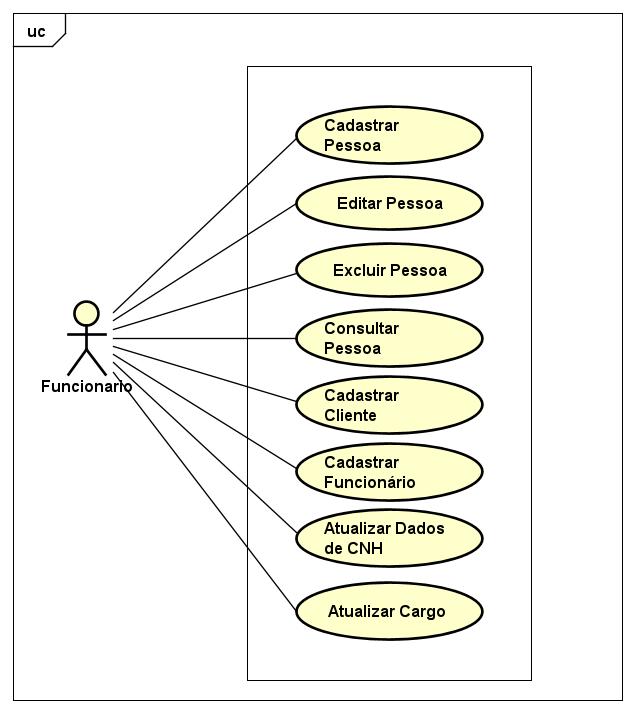 uc
Cadastrar
Pessoa
Editar Pessoa
Excluir Pessoa
Consultar
Pessoa
Funcionario
Cadastrar
Cliente
Cadastrar
Funcionário
Atualizar Dados
de CNH
Atualizar Cargo